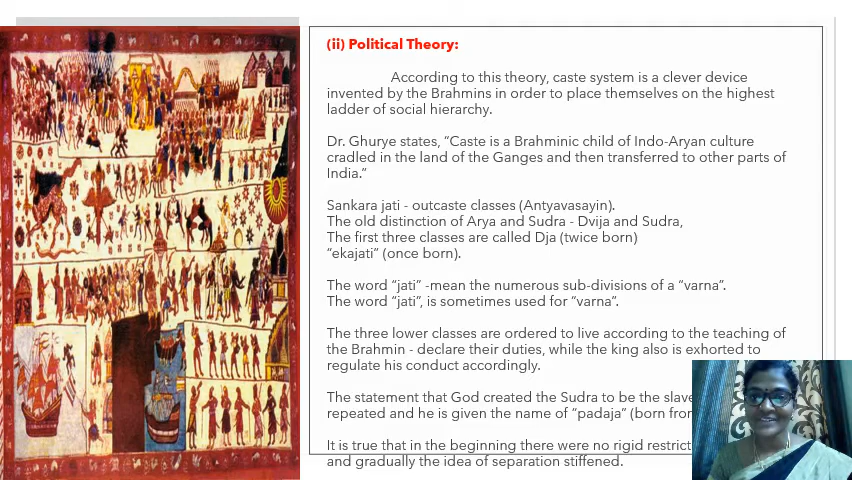 (ii) Political Theory:
According to this theory, caste system is a clever device
invented by the Brahmins in order to place themselves on the highest
ladder of social hierarchy.
Dr. Ghurye states, “Caste is a Brahminic child of Indo-Aryan culture
cradled in the land of the Ganges and then transferred to other parts of
India.”
Sankara jati - outcaste classes (Antyavasayin).
The old distinction of Arya and Sudra - Dvija and Sudra,
The first three classes are called Dja (twice born)
“ekajati” (once born).
The word “jati” -mean the numerous sub-divisions of a “varna”.
The word “jati”, is sometimes used for “varna”.
The three lower classes are ordered to live according to the teaching of
the Brahmin - declare their duties, while the king also is exhorted to
regulate his conduct accordingly.
The statement that God created the Sudra to be the slave
repeated and he is given the name of “padaja” (born from
It is true that in the beginning there were no rigid
and gradually the idea of separation stiffened.